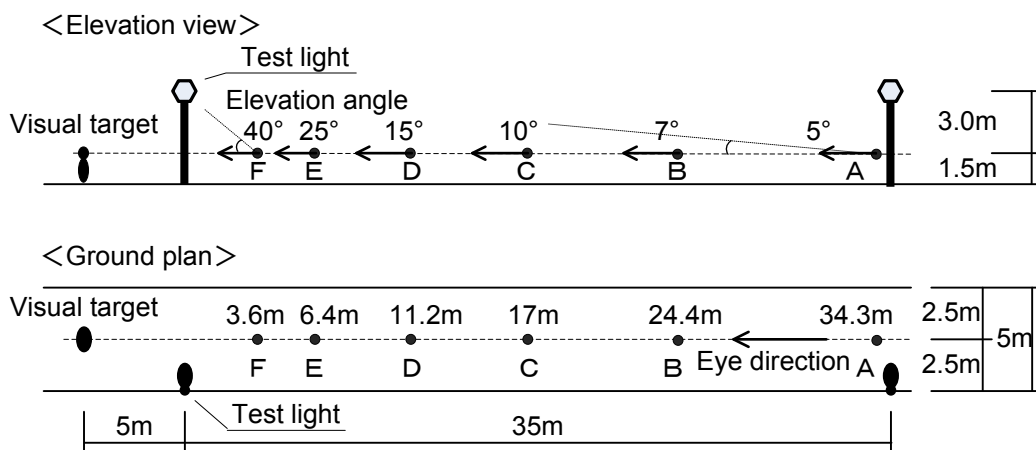 ＜Elevation view＞
Test light
Elevation angle
Visual target
40° 25° 15° 10° 7° 5°
3.0m
F E D C B A
1.5m
＜Ground plan＞
Visual target
3.6m 6.4m 11.2m 17m 24.4m 34.3m
2.5m
5m
F E D C B Eye direction A
2.5m
Test light
5m 35m